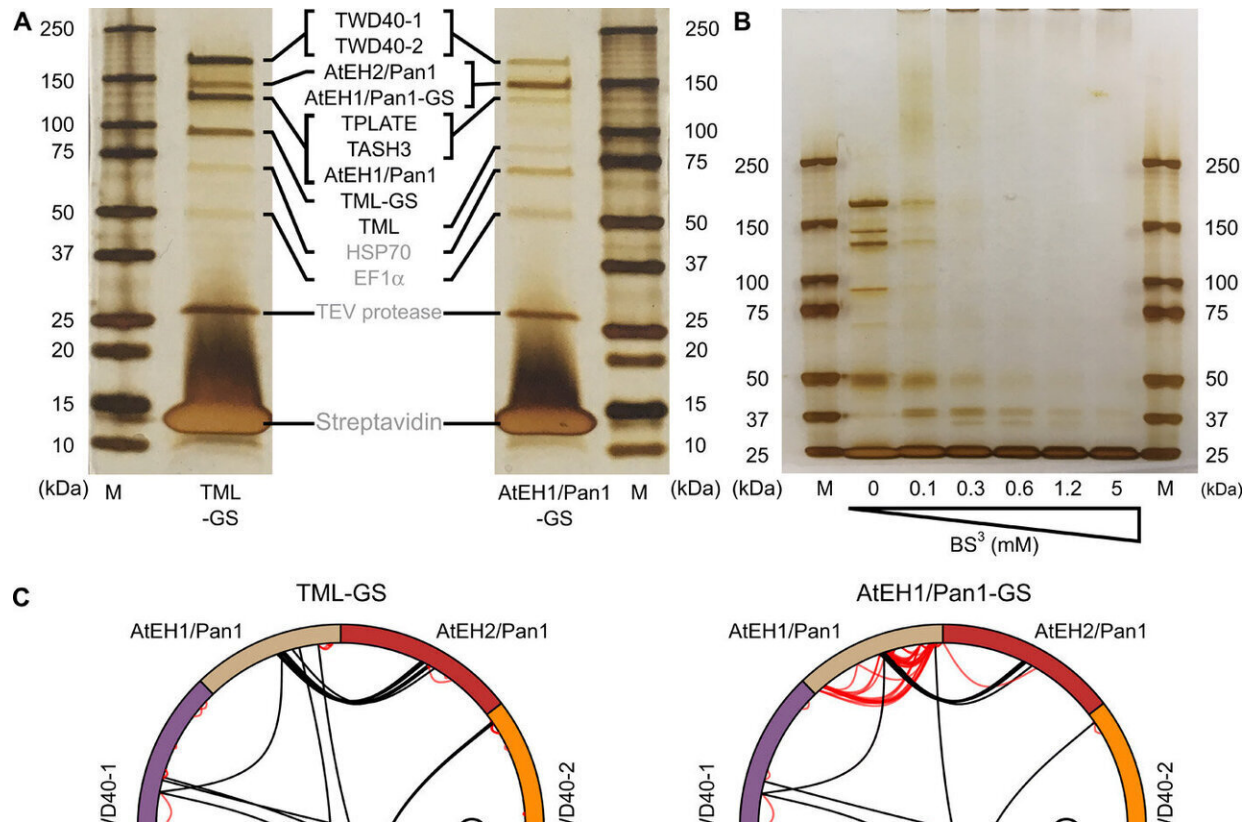 A
250
150
100
75
50
37
25
20
15
10
(kDa)
M
TML
-GS
TWD40-1
TWD40-2
AtEH2/Pan1
AtEH1/Pan1-GS
TPLATE
TASH3
AtEH1/Pan1
TML-GS
TML
HSP70
EF1α
TEV protease
Streptavidin
AtEH1/Pan1
-GS
M
250
150
100
75
50
37
25
20
15
10
(kDa)
B
250
150
100
75
50
37
25
(kDa)
M 0 0.1 0.3 0.6 1.2 5 M
BS³ (mM)
250
150
100
75
50
37
25
(kDa)
C
TML-GS
AtEH1/Pan1
AtEH2/Pan1
D40-2
AtEH1/Pan1-GS
AtEH1/Pan1
AtEH2/Pan1
D40-2